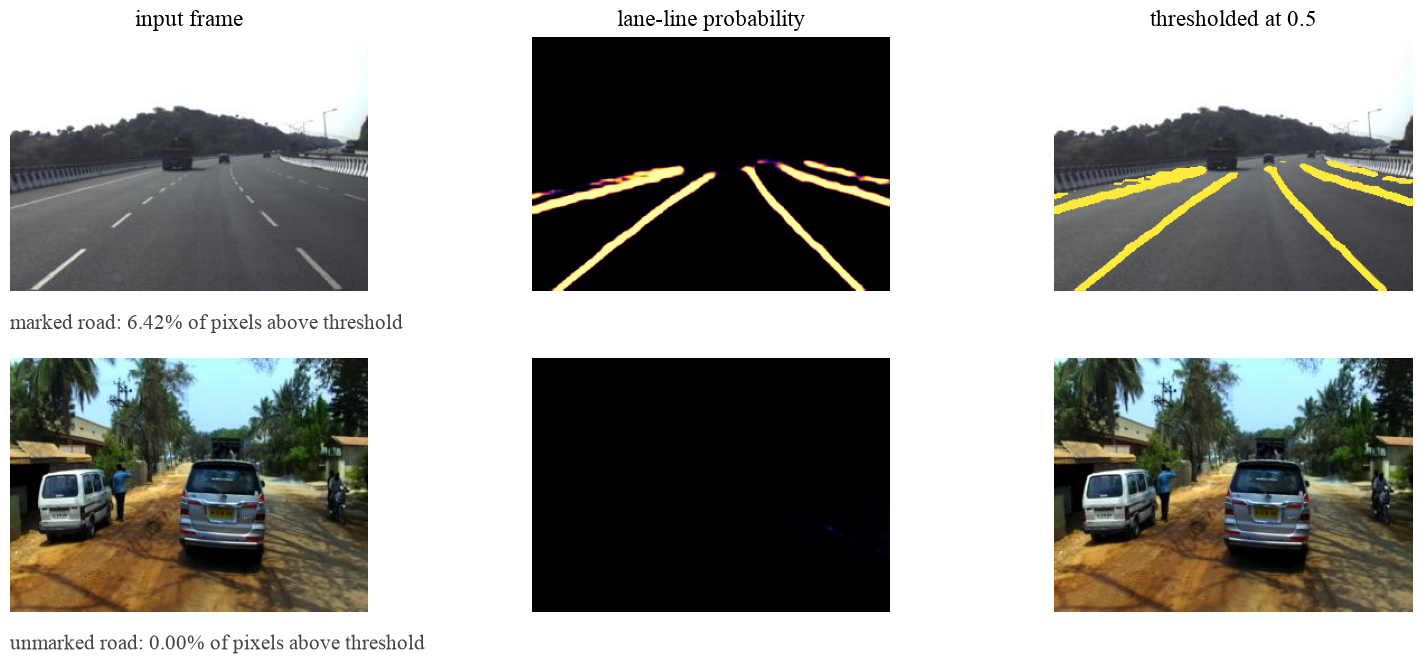 input frame
lane-line probability
thresholded at 0.5
marked road: 6.42% of pixels above threshold
unmarked road: 0.00% of pixels above threshold